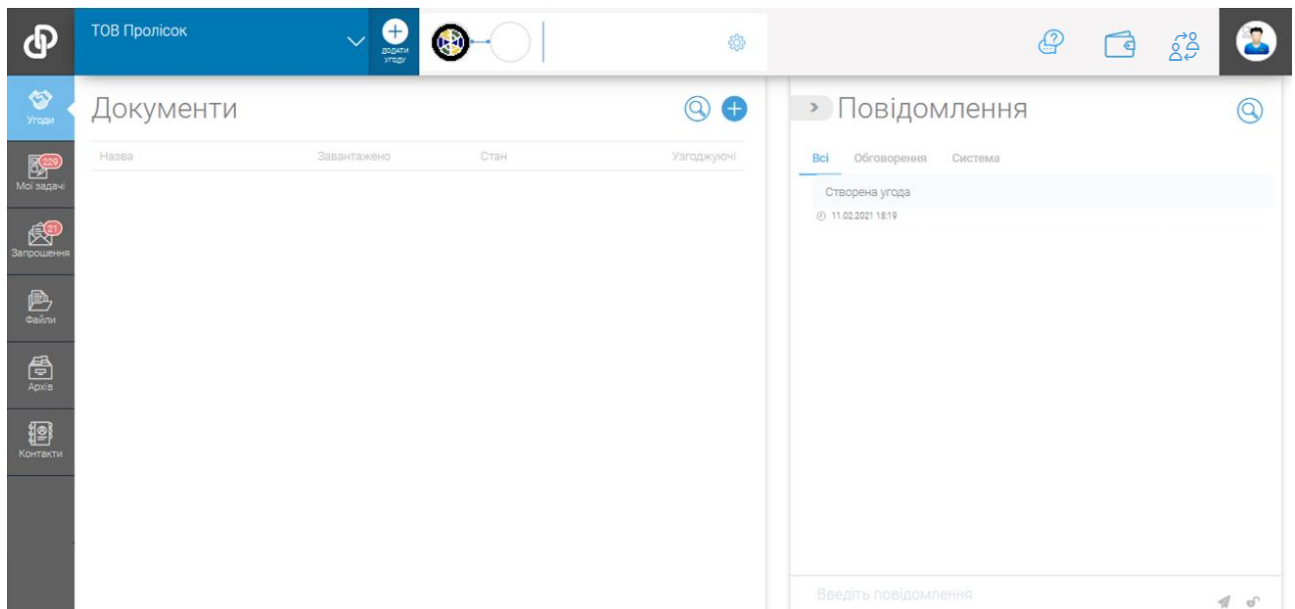 ТОВ Пролісок
ДОДАТИ
УГОДУ
Угоди
Документи
Повідомлення
Назва Завантажено Стан Узгоджуючі
Всі Обговорення Система
229
Мої задачі
Створена угода
11.02.2021 18:19
21
Запрошення
Файли
Архів
Контакти
Введіть повідомлення